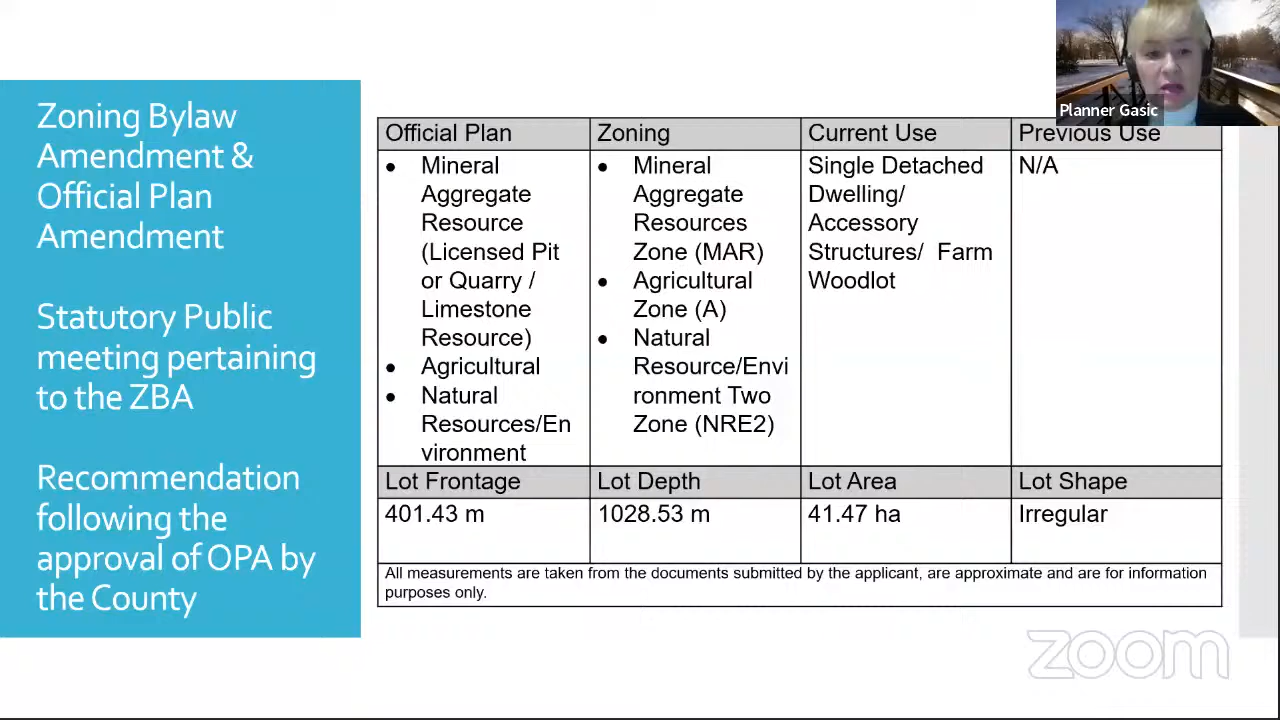 Zoning Bylaw
Amendment &
Official Plan
Amendment
Statutory Public
meeting pertaining
to the ZBA
Recommendation
following the
approval of OPA by
the County
Planner Gasic
Official Plan
Zoning
Current Use
Previous Use
• Mineral
Aggregate
Resource
(Licensed Pit
or Quarry /
Limestone
Resource)
• Agricultural
• Natural
Resources/En
vironment
• Mineral
Aggregate
Resources
Zone (MAR)
• Agricultural
Zone (A)
• Natural
Resource/Envi
ronment Two
Zone (NRE2)
Single Detached
Dwelling/
Accessory
Structures/ Farm
Woodlot
N/A
Lot Frontage
Lot Depth
Lot Area
Lot Shape
401.43 m
1028.53 m
41.47 ha
Irregular
All measurements are taken from the documents submitted by the applicant, are approximate and are for information
purposes only.
zoom